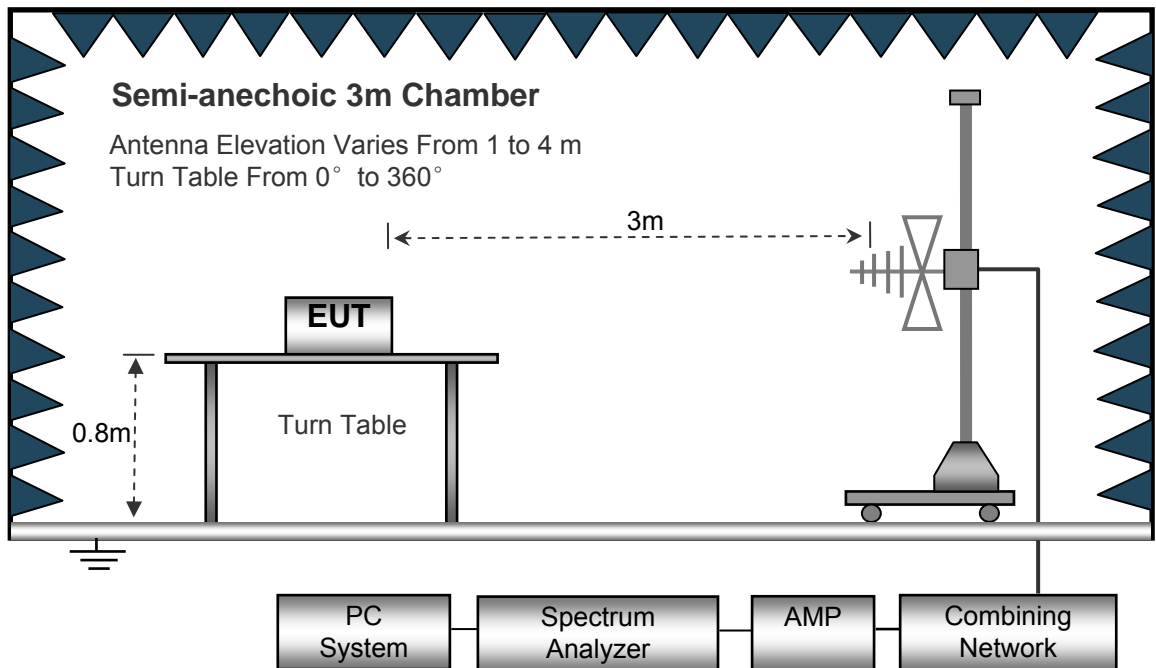 Semi-anechoic 3m Chamber
Antenna Elevation Varies From 1 to 4 m
Turn Table From 0° to 360°
3m
EUT
0.8m
Turn Table
PC
System
Spectrum
Analyzer
AMP
Combining
Network